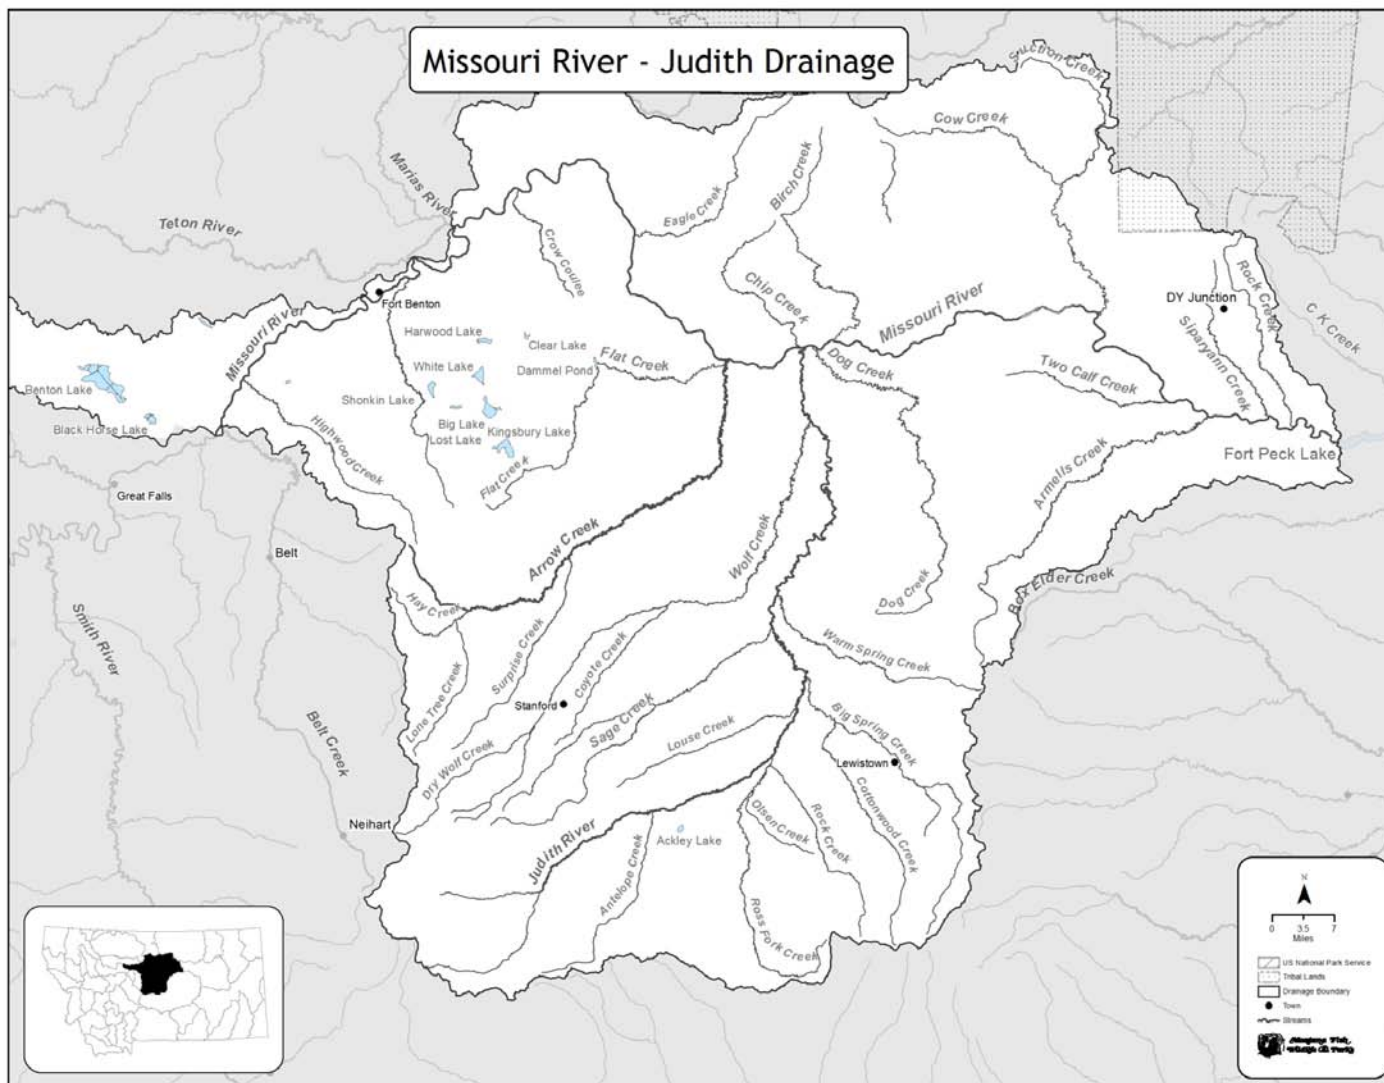 Missouri River - Judith Drainage
Suction Creek
Cow Creek
Birch Creek
Eagle Creek
Marias River
Teton River
Crow Coulee
Chip Creek
Missouri River
DY Junction
Rock Creek
Siparyann Creek
C K Creek
Fort Benton
Missouri River
Harwood Lake
Clear Lake
White Lake
Dammel Pond
Flat Creek
Dog Creek
Two Calf Creek
Benton Lake
Shonkin Lake
Black Horse Lake
Big Lake
Lost Lake
Kingsbury Lake
Highwood Creek
Flat Creek
Armells Creek
Fort Peck Lake
Great Falls
Belt
Arrow Creek
Wolf Creek
Dog Creek
Box Elder Creek
Smith River
Hay Creek
Surprise Creek
Coyote Creek
Warm Spring Creek
Lone Tree Creek
Stanford
Sage Creek
Louse Creek
Big Spring Creek
Belt Creek
Dry Wolf Creek
Lewistown
Cottonwood Creek
Neihart
Judith River
Ackley Lake
Olsen Creek
Rock Creek
Antelope Creek
Ross Fork Creek
N
0 3.5 7
Miles
US National Park Service
Tribal Lands
Drainage Boundary
Town
Streams
Montana Fish,
Wildlife & Parks